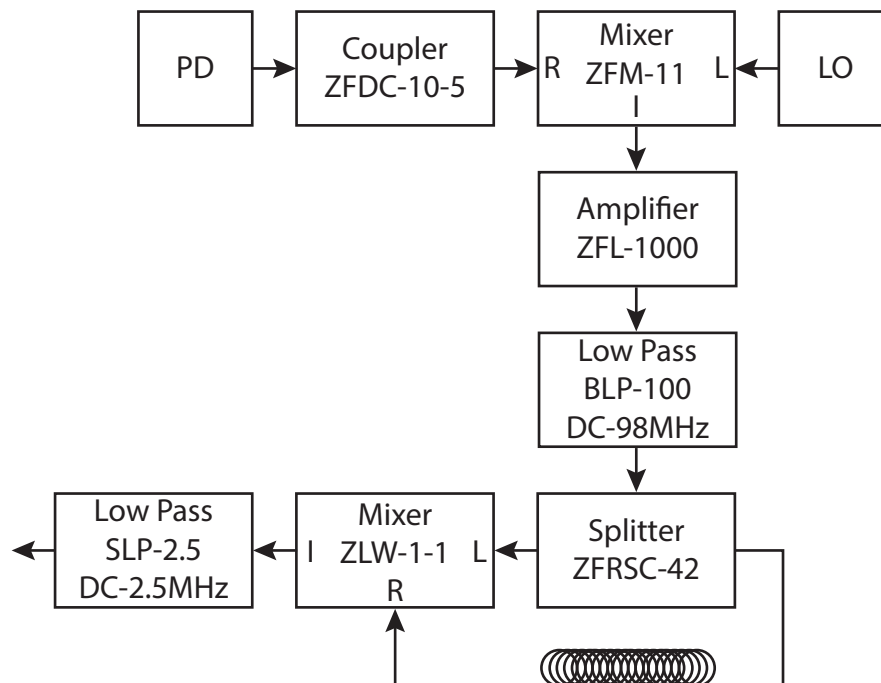 PD
Coupler
ZFDC-10-5
R
Mixer
ZFM-11
I
L
LO
Amplifier
ZFL-1000
Low Pass
BLP-100
DC-98MHz
Low Pass
SLP-2.5
DC-2.5MHz
I
Mixer
ZLW-1-1
R
L
Splitter
ZFRSC-42